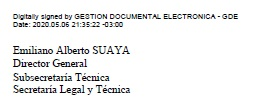 Digitally signed by GESTION DOCUMENTAL ELECTRONICA - GDE
Date: 2020.05.06 21:35:22 -03:00
Emiliano Alberto SUAYA
Director General
Subsecretaría Técnica
Secretaría Legal y Técnica